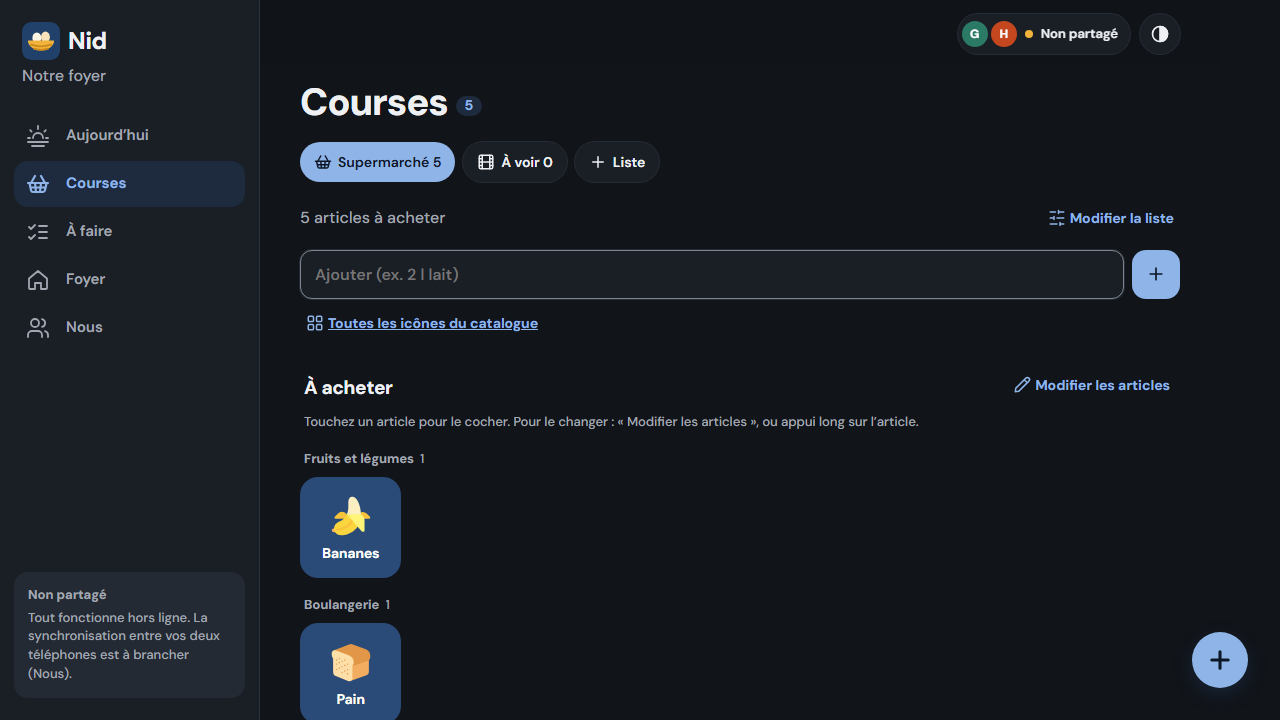 Nid
Notre foyer
Aujourd’hui
Courses
À faire
Foyer
Nous
Non partagé
Tout fonctionne hors ligne. La
synchronisation entre vos deux
téléphones est à brancher
(Nous).
G H Non partagé
Courses 5
Supermarché 5
À voir 0
Liste
5 articles à acheter
Modifier la liste
Ajouter (ex. 2 l lait)
Toutes les icônes du catalogue
À acheter
Modifier les articles
Touchez un article pour le cocher. Pour le changer : « Modifier les articles », ou appui long sur l’article.
Fruits et légumes 1
Bananes
Boulangerie 1
Pain